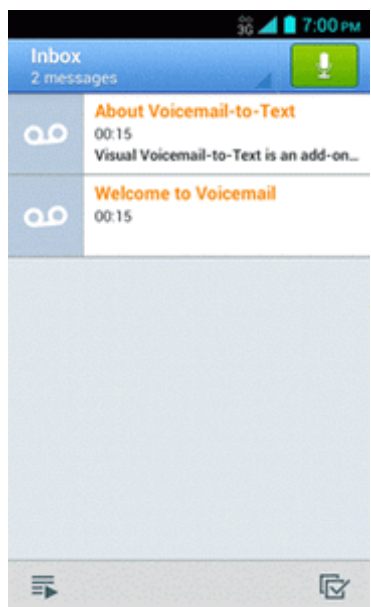 3G 7:00 PM
Inbox
2 messages
About Voicemail-to-Text
00:15
Visual Voicemail-to-Text is an add-on...
Welcome to Voicemail
00:15